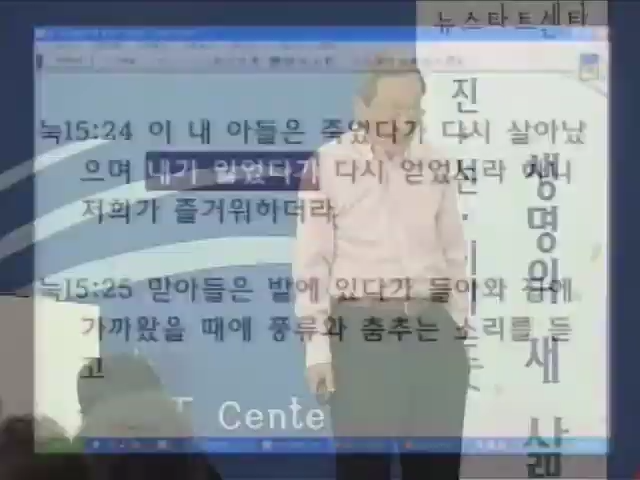 뉴스타트센터
눅15:24 이 내 아들은 죽었다가 다시 살아났
으며 내가 잃었다가 다시 얻었노라 하니
저희가 즐거워하더라
눅15:25 맏아들은 밭에 있다가 돌아와 집에
가까왔을 때에 풍류와 춤추는 소리를 듣
고
생명의 새 삶
Cente